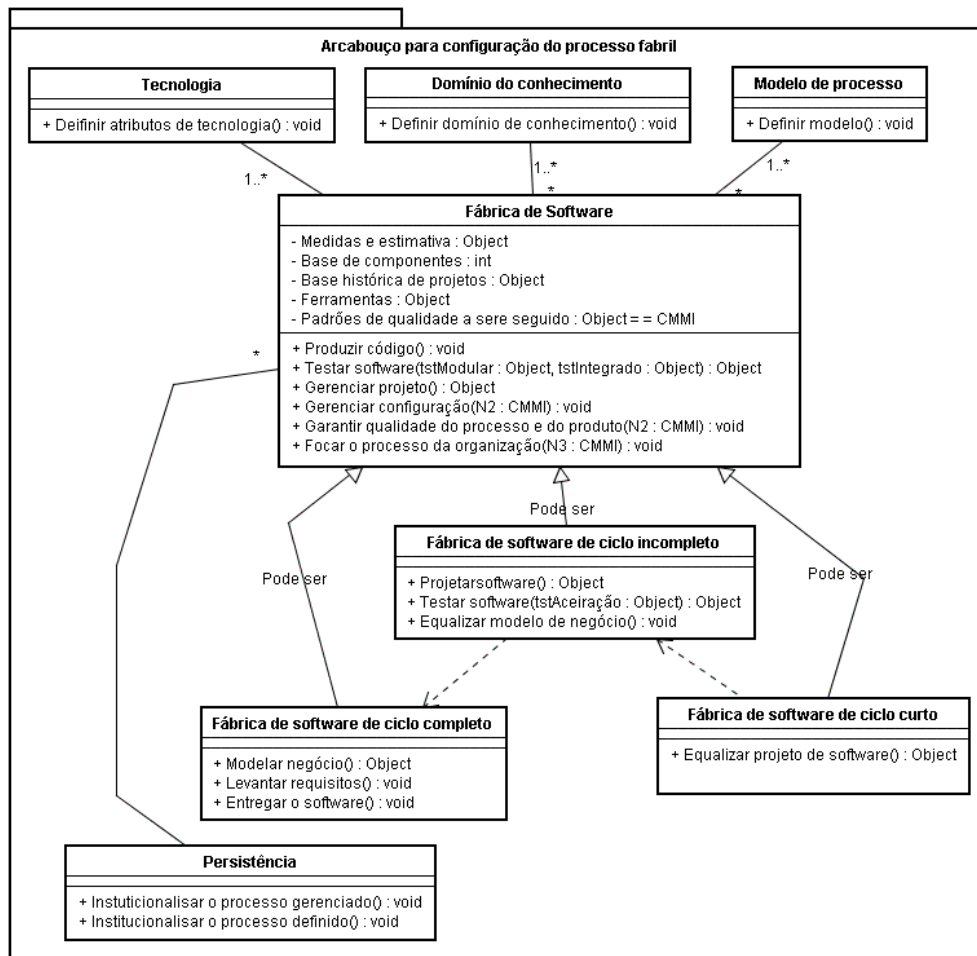 Arcabouço para configuração do processo fabril
Tecnologia
+ Deifinir atributos de tecnologia() : void
Domínio do conhecimento
+ Definir domínio de conhecimento() : void
Modelo de processo
+ Definir modelo() : void
1..*
*
1..*
*
1..*
*
Fábrica de Software
- Medidas e estimativa : Object
- Base de componentes : int
- Base histórica de projetos : Object
- Ferramentas : Object
- Padrões de qualidade a sere seguido : Object = = CMMI
+ Produzir código() : void
+ Testar software(tstModular : Object, tstIntegrado : Object) : Object
+ Gerenciar projeto() : Object
+ Gerenciar configuração(N2 : CMMI) : void
+ Garantir qualidade do processo e do produto(N2 : CMMI) : void
+ Focar o processo da organização(N3 : CMMI) : void
*
Pode ser
Pode ser
Pode ser
Fábrica de software de ciclo incompleto
+ Projetarsoftware() : Object
+ Testar software(tstAceiração : Object) : Object
+ Equalizar modelo de negócio() : void
Fábrica de software de ciclo completo
+ Modelar negócio() : Object
+ Levantar requisitos() : void
+ Entregar o software() : void
Fábrica de software de ciclo curto
+ Equalizar projeto de software() : Object
Persistência
+ Instuticionalisar o processo gerenciado() : void
+ Institucionalisar o processo definido() : void